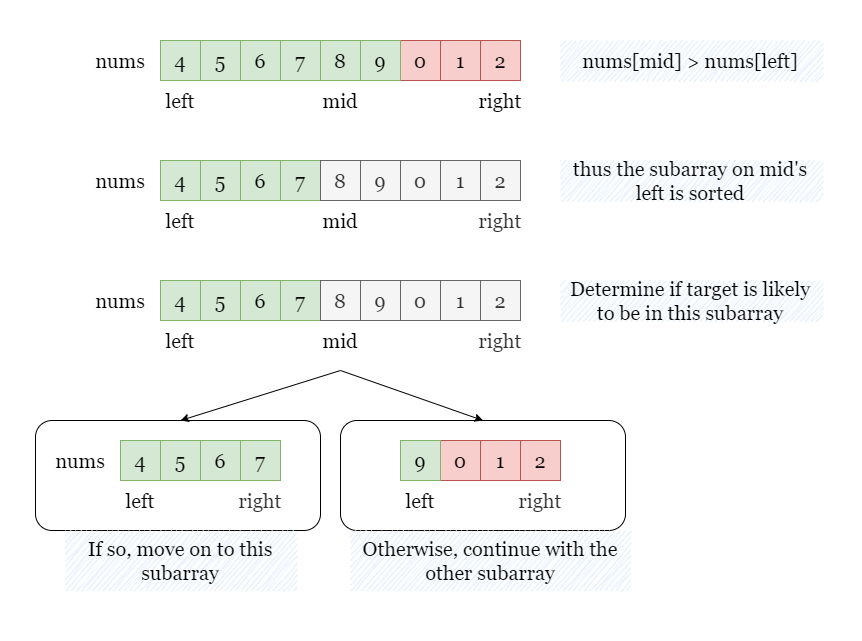 nums 4 5 6 7 8 9 0 1 2 nums[mid] > nums[left]
left mid right
nums 4 5 6 7 8 9 0 1 2 thus the subarray on mid's
left is sorted
left mid right
nums 4 5 6 7 8 9 0 1 2 Determine if target is likely
to be in this subarray
left mid right
nums 4 5 6 7
left right
9 0 1 2
left right
If so, move on to this
subarray
Otherwise, continue with the
other subarray